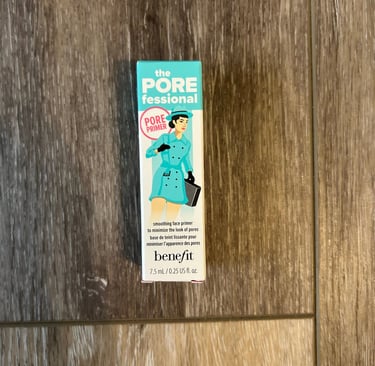 the
PORE
fessional
PORE
PRIMER
smoothing face primer
to minimize the look of pores
base de teint lissante pour
minimiser l'apparence des pores
benefit
7.5 mL / 0.25 US fl. oz.